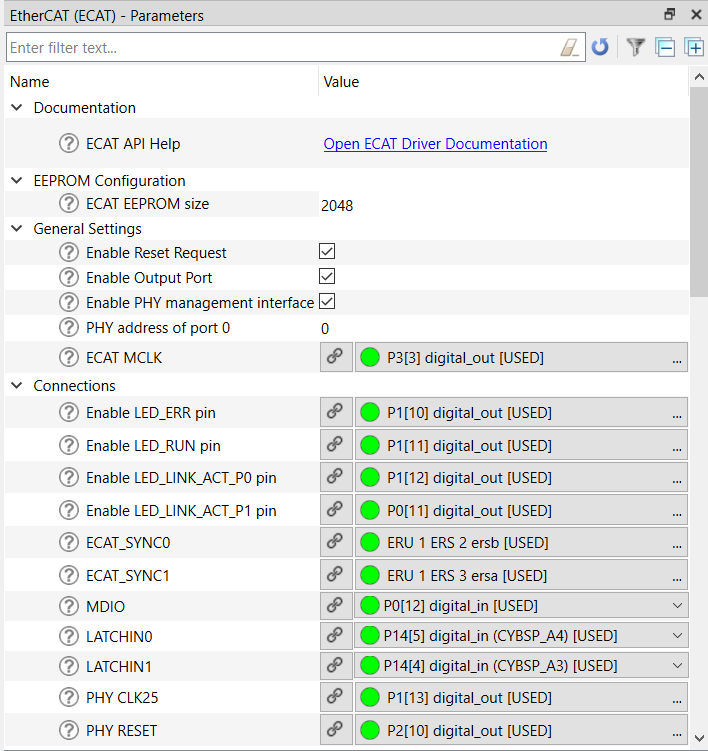 EtherCAT (ECAT) - Parameters
Enter filter text...
Name Value
Documentation
ECAT API Help Open ECAT Driver Documentation
EEPROM Configuration
ECAT EEPROM size 2048
General Settings
Enable Reset Request
Enable Output Port
Enable PHY management interface
PHY address of port 0 0
ECAT MCLK P3[3] digital_out [USED] ...
Connections
Enable LED_ERR pin P1[10] digital_out [USED] ...
Enable LED_RUN pin P1[11] digital_out [USED] ...
Enable LED_LINK_ACT_P0 pin P1[12] digital_out [USED] ...
Enable LED_LINK_ACT_P1 pin P0[11] digital_out [USED] ...
ECAT_SYNC0 ERU 1 ERS 2 ersb [USED] ...
ECAT_SYNC1 ERU 1 ERS 3 ersa [USED] ...
MDIO P0[12] digital_in [USED]
LATCHIN0 P14[5] digital_in (CYBSP_A4) [USED]
LATCHIN1 P14[4] digital_in (CYBSP_A3) [USED]
PHY CLK25 P1[13] digital_out [USED] ...
PHY RESET P2[10] digital_out [USED] ...